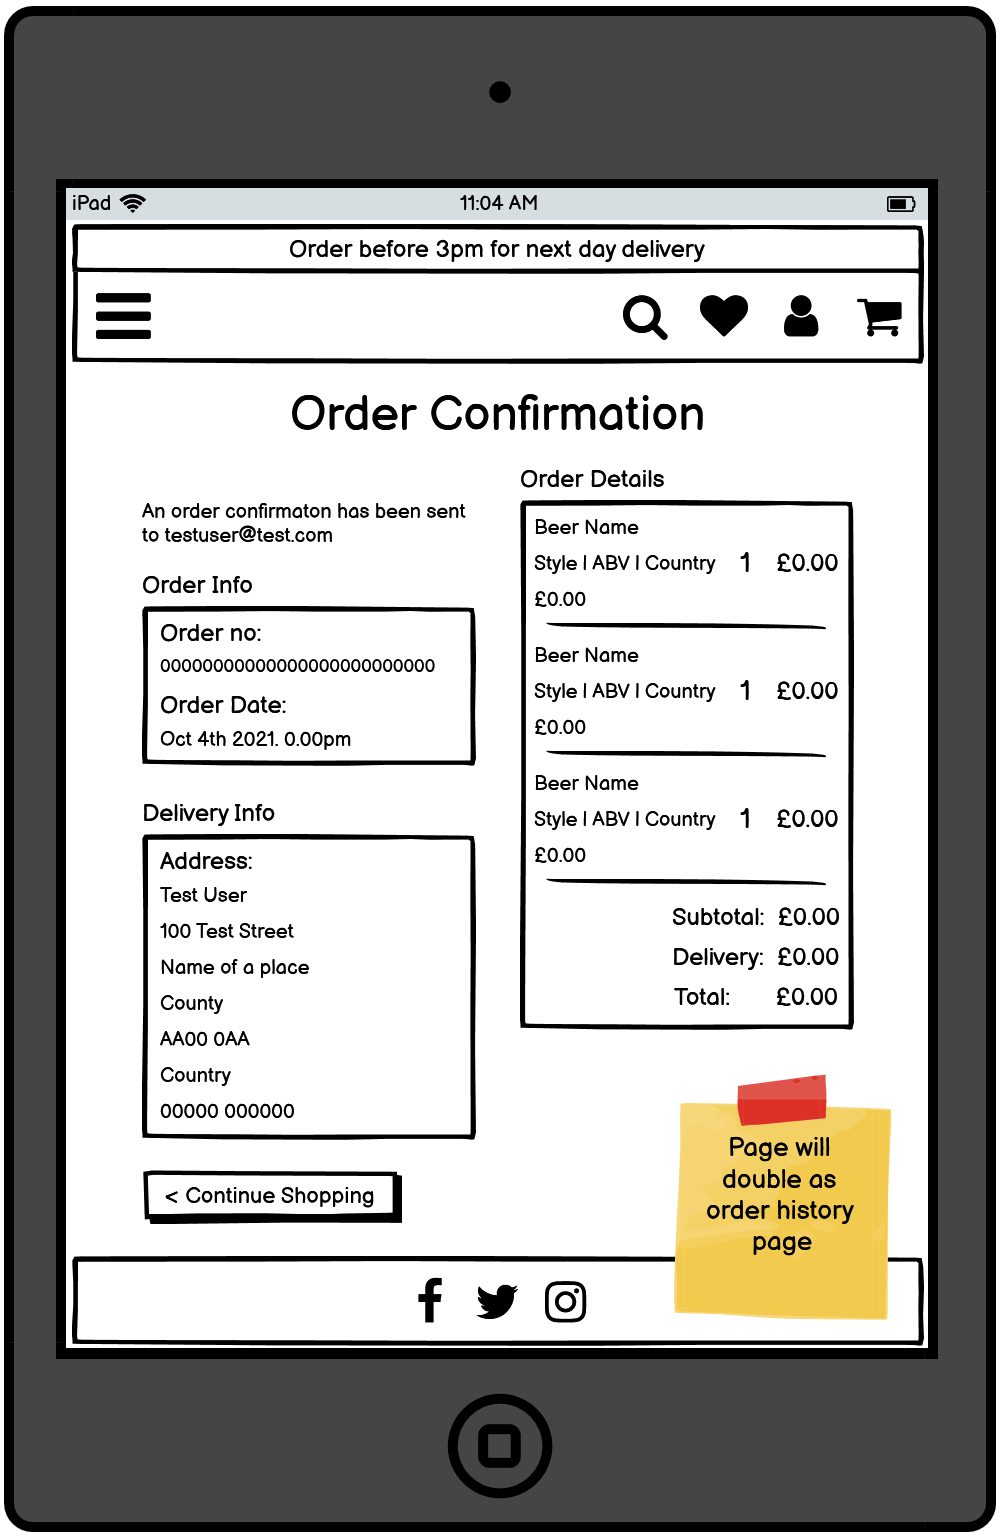 iPad 11:04 AM
Order before 3pm for next day delivery
Order Confirmation
An order confirmaton has been sent
to testuser@test.com
Order Info
Order no:
00000000000000000000000000
Order Date:
Oct 4th 2021. 0.00pm
Delivery Info
Address:
Test User
100 Test Street
Name of a place
County
AA00 0AA
Country
00000 000000
< Continue Shopping
Order Details
Beer Name
Style | ABV | Country 1 £0.00
£0.00
Beer Name
Style | ABV | Country 1 £0.00
£0.00
Beer Name
Style | ABV | Country 1 £0.00
£0.00
Subtotal: £0.00
Delivery: £0.00
Total: £0.00
Page will
double as
order history
page